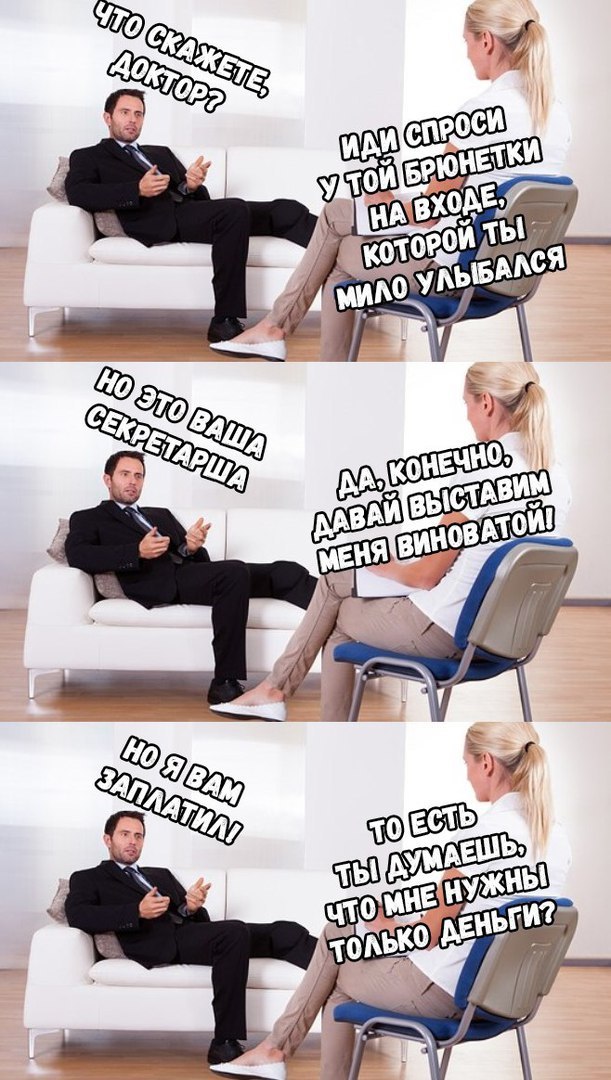 ЧТО СКАЖЕТЕ,
ДОКТОР?
ИДИ СПРОСИ
У ТОЙ БРЮНЕТКИ
НА ВХОДЕ,
КОТОРОЙ ТЫ
МИЛО УЛЫБАЛСЯ
НО ЭТО ВАША
СЕКРЕТАРША
ДА, КОНЕЧНО,
ДАВАЙ ВЫСТАВИМ
МЕНЯ ВИНОВАТОЙ!
НО Я ВАМ
ЗАПЛАТИЛ!
ТО ЕСТЬ
ТЫ ДУМАЕШЬ,
ЧТО МНЕ НУЖНЫ
ТОЛЬКО ДЕНЬГИ?